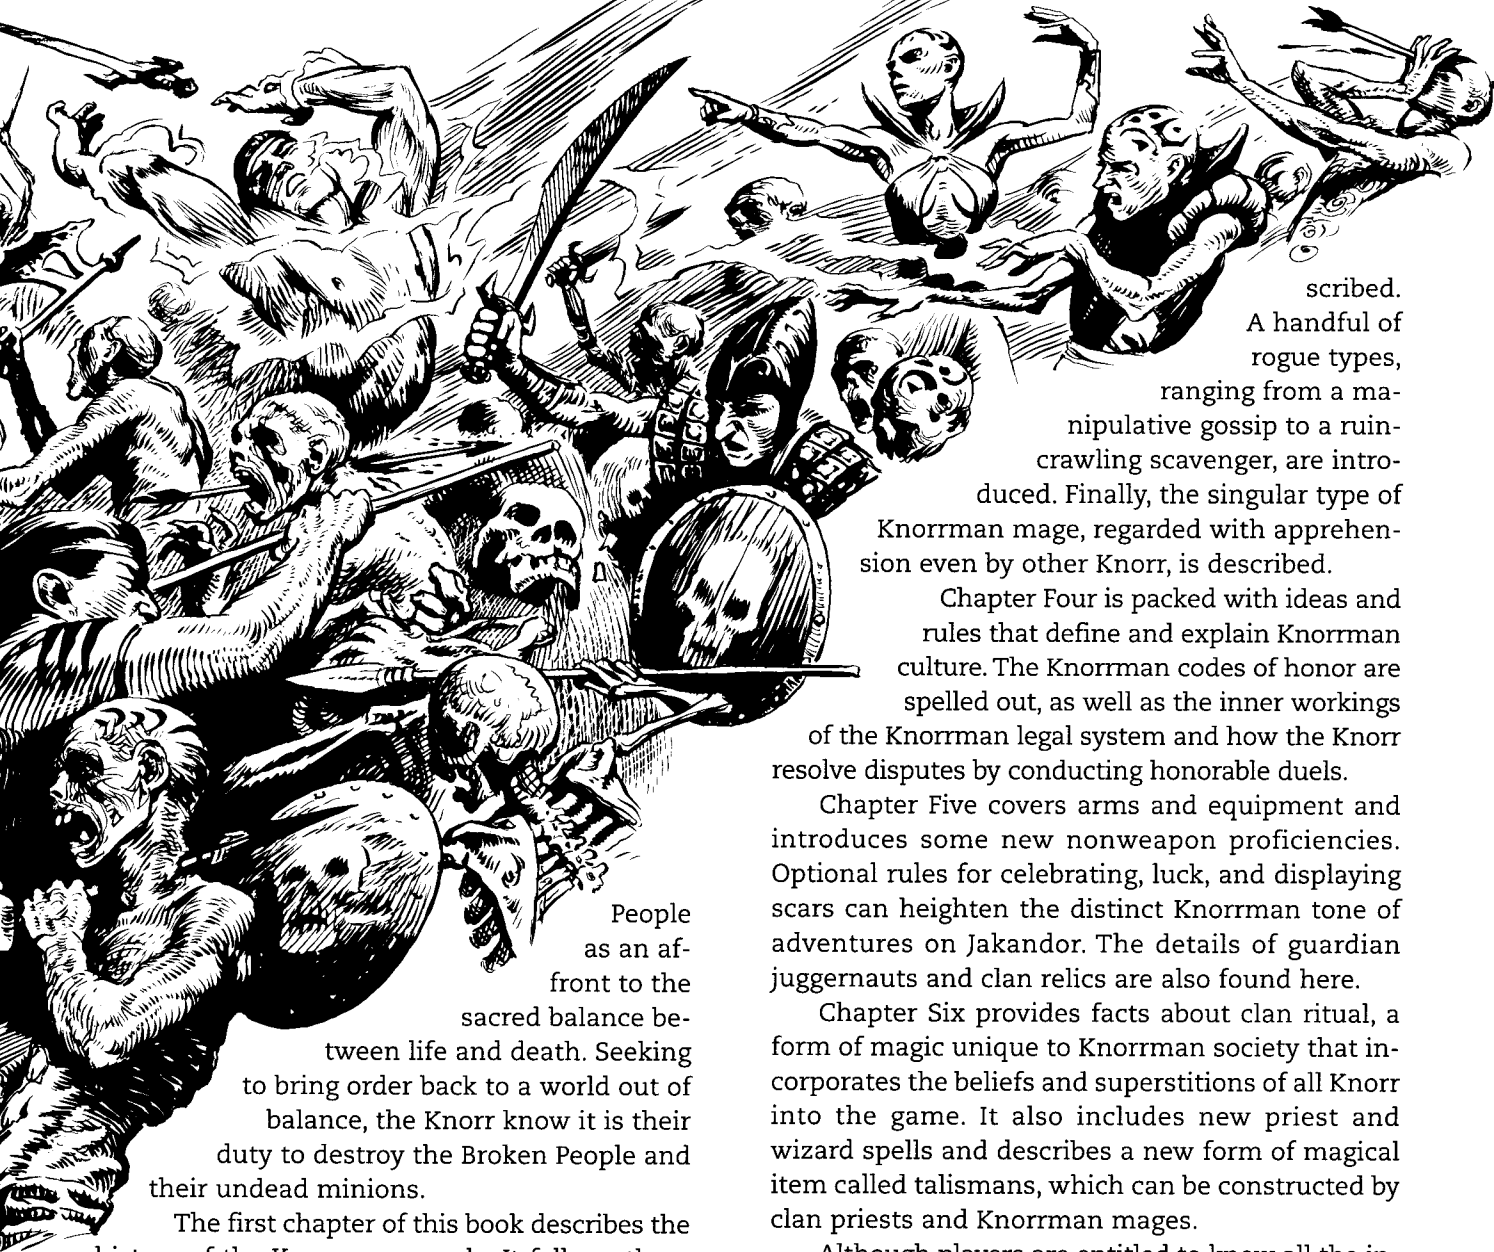 People
as an af-
front to the
sacred balance be-
tween life and death. Seeking
to bring order back to a world out of
balance, the Knorr know it is their
duty to destroy the Broken People and
their undead minions.
The first chapter of this book describes the
scribed.
A handful of
rogue types,
ranging from a ma-
nipulative gossip to a ruin-
crawling scavenger, are intro-
duced. Finally, the singular type of
Knorrman mage, regarded with apprehen-
sion even by other Knorr, is described.
Chapter Four is packed with ideas and
rules that define and explain Knorrman
culture. The Knorrman codes of honor are
spelled out, as well as the inner workings
of the Knorrman legal system and how the Knorr
resolve disputes by conducting honorable duels.
Chapter Five covers arms and equipment and
introduces some new nonweapon proficiencies.
Optional rules for celebrating, luck, and displaying
scars can heighten the distinct Knorrman tone of
adventures on Jakandor. The details of guardian
juggernauts and clan relics are also found here.
Chapter Six provides facts about clan ritual, a
form of magic unique to Knorrman society that in-
corporates the beliefs and superstitions of all Knorr
into the game. It also includes new priest and
wizard spells and describes a new form of magical
item called talismans, which can be constructed by
clan priests and Knorrman mages.
Although players are entitled to know all the in-